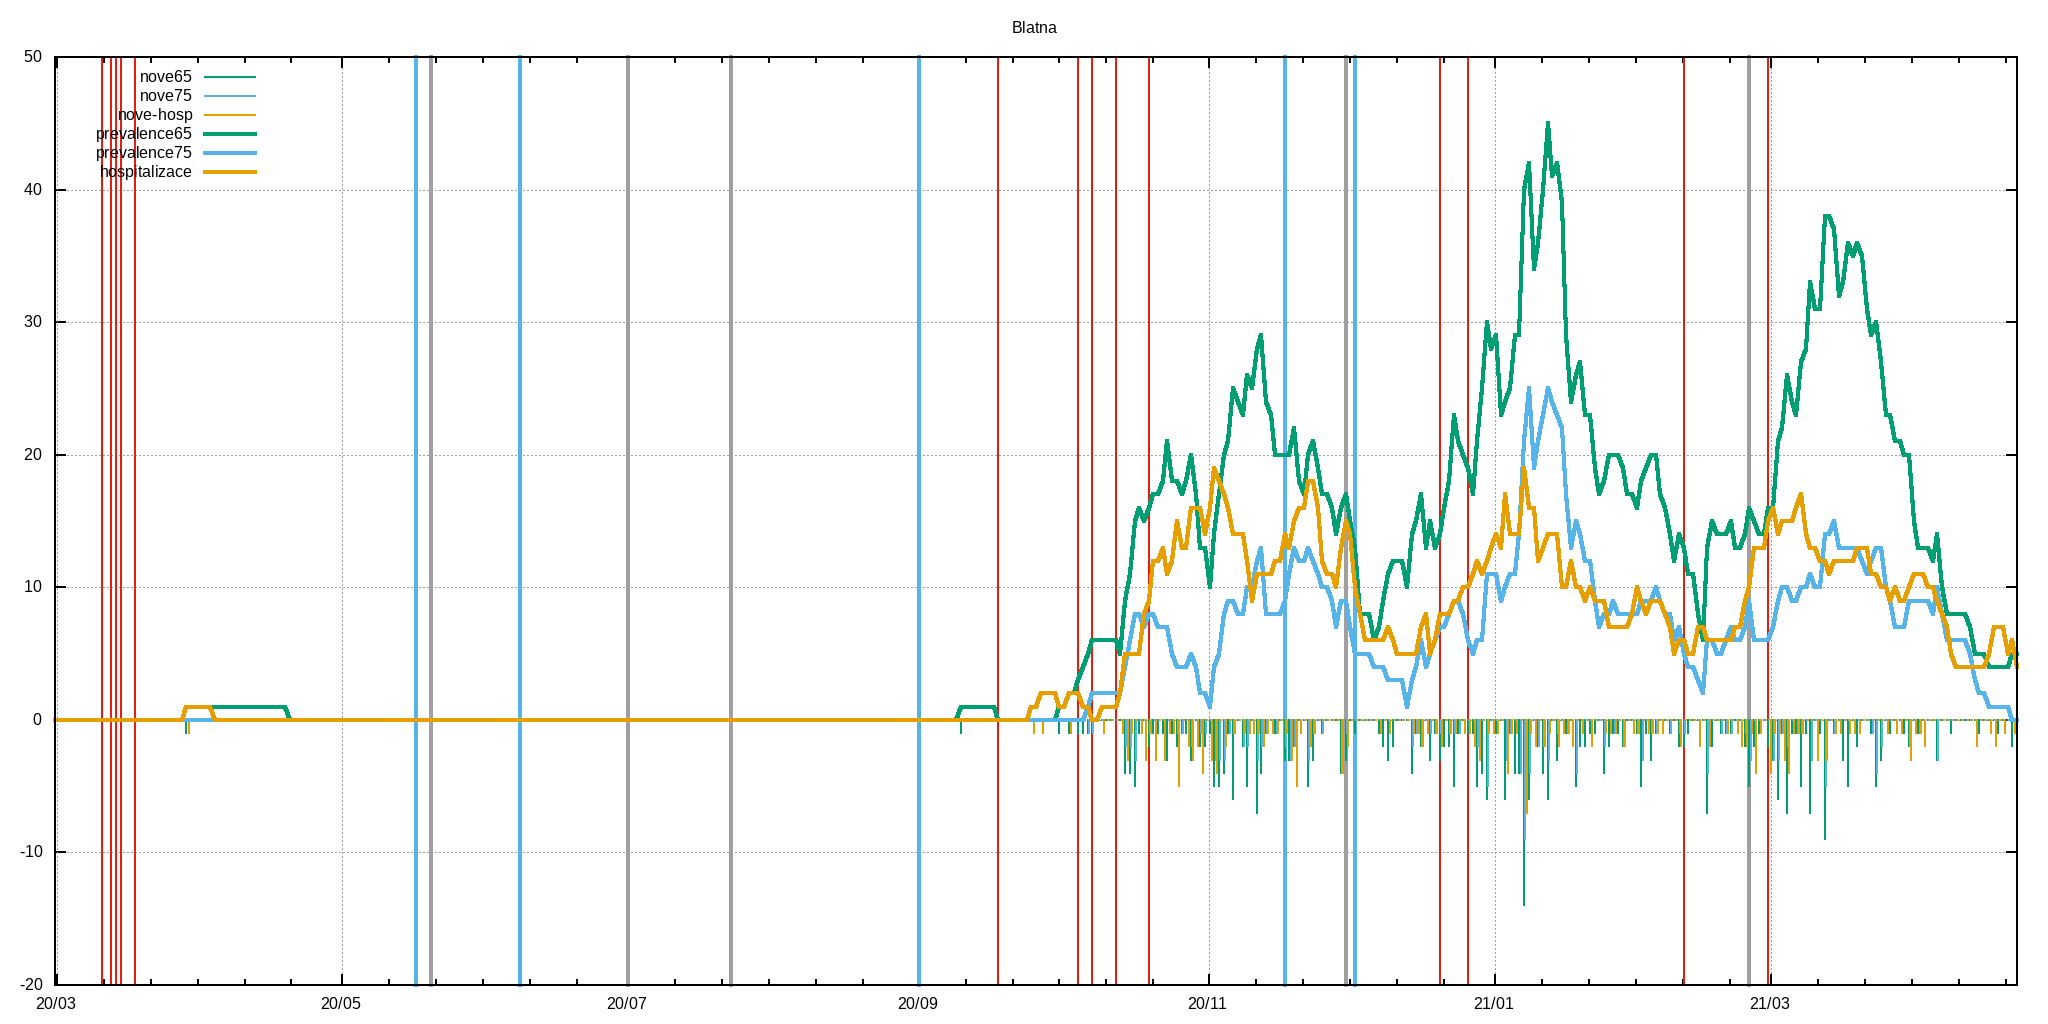 Blatna
50
nove65
nove75
nove-hosp
prevalence65
prevalence75
hospitalizace
40
30
20
10
0
-10
-20
20/03 20/05 20/07 20/09 20/11 21/01 21/03